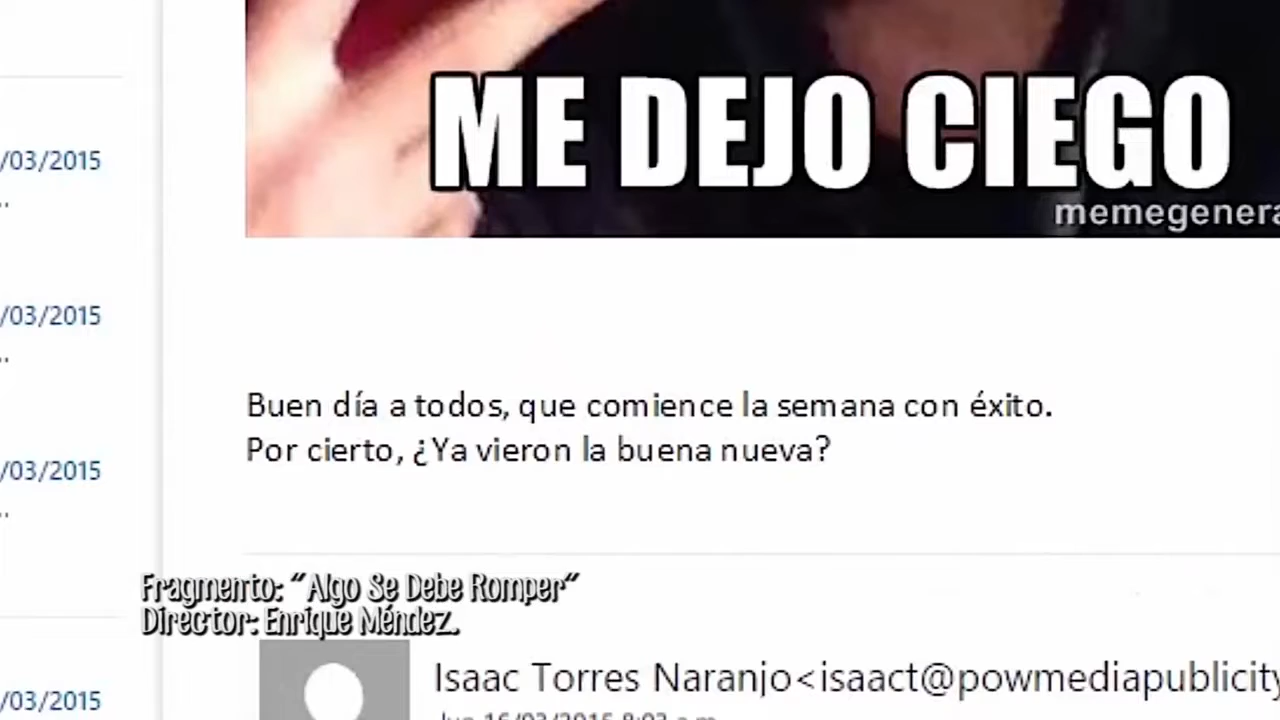 ME DEJO CIEGO
memegenera
/03/2015
..
/03/2015
..
Buen día a todos, que comience la semana con éxito.
Por cierto, ¿Ya vieron la buena nueva?
/03/2015
..
Fragmento: "Algo Se Debe Romper"
Director: Enrique Méndez.
Isaac Torres Naranjo<isaact@powmediapublicity
/03/2015